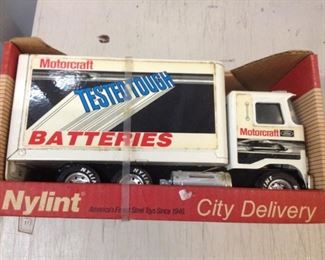 Motorcraft
TESTED TOUGH
BATTERIES
Motorcraft
Nylint
America's Finest Steel Toys Since 1946
City Delivery